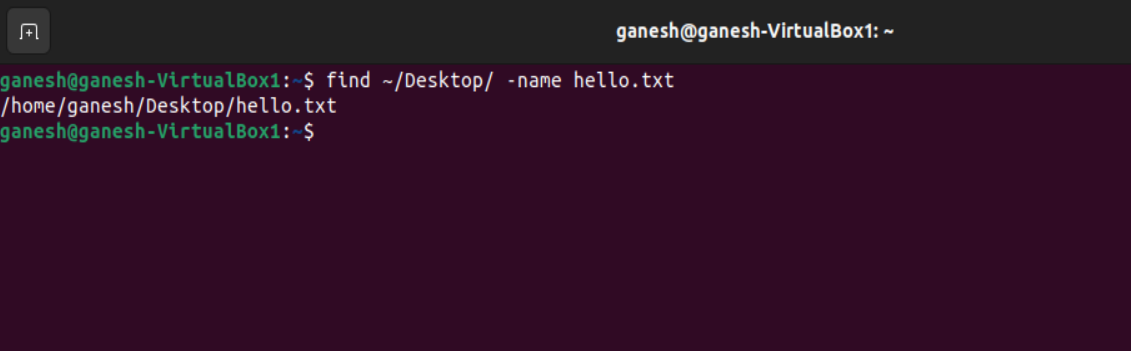 ganesh@ganesh-VirtualBox1: ~
ganesh@ganesh-VirtualBox1:~$ find ~/Desktop/ -name hello.txt
/home/ganesh/Desktop/hello.txt
ganesh@ganesh-VirtualBox1:~$